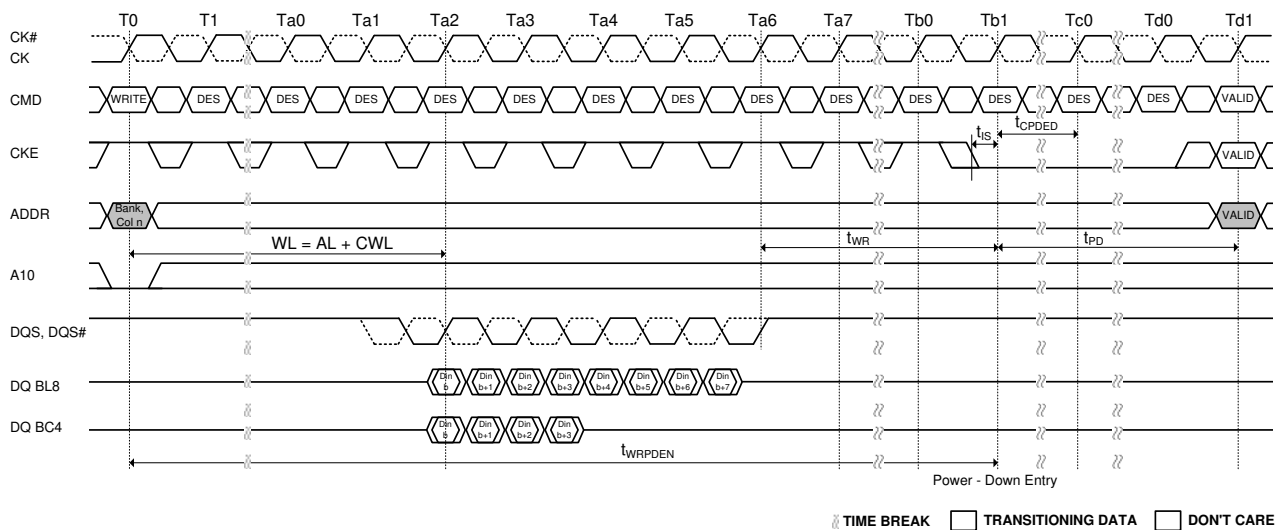 T0 T1 Ta0 Ta1 Ta2 Ta3 Ta4 Ta5 Ta6 Ta7 Tb0 Tb1 Tc0 Td0 Td1
CK#
CK
CMD WRITE DES DES DES DES DES DES DES DES DES DES DES DES DES VALID
tIS tCPDED
CKE VALID
ADDR Bank, Col n VALID
WL = AL + CWL tWR tPD
A10
DQS, DQS#
DQ BL8 Din b Din b+1 Din b+2 Din b+3 Din b+4 Din b+5 Din b+6 Din b+7
DQ BC4 Din b Din b+1 Din b+2 Din b+3
tWRPDEN
Power - Down Entry
TIME BREAK TRANSITIONING DATA DON'T CARE